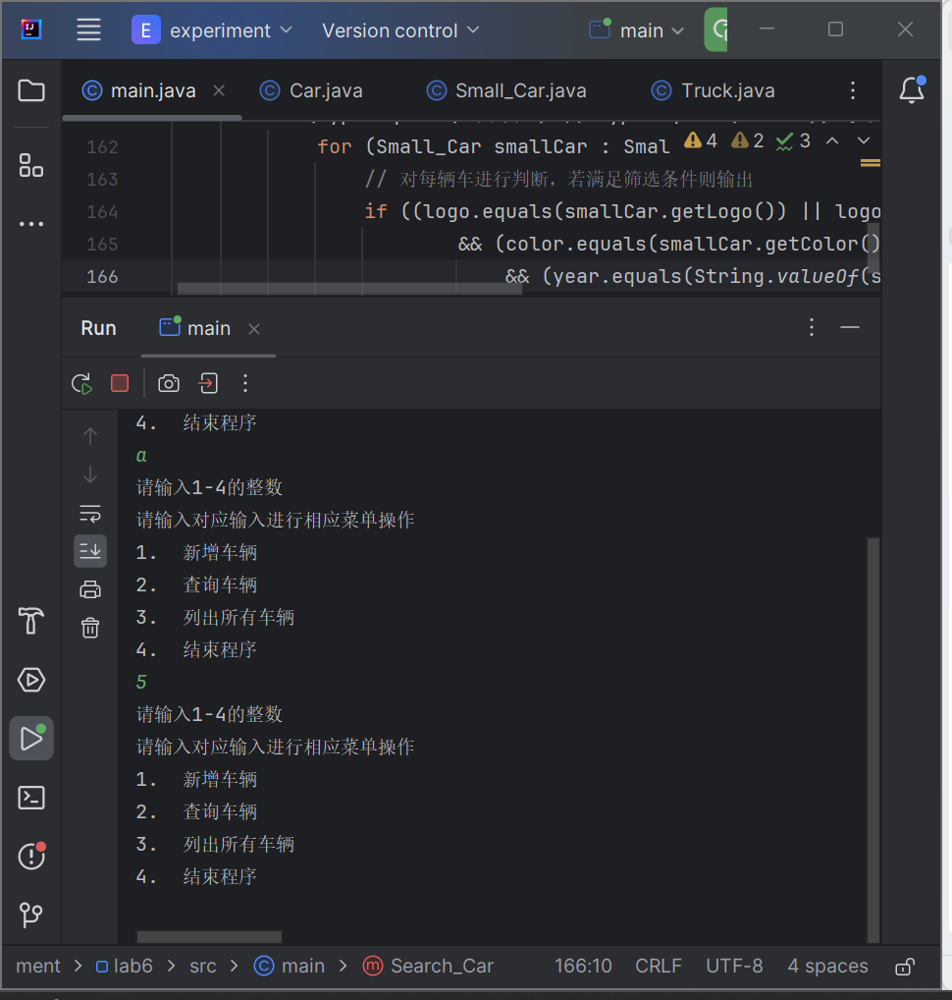 E experiment Version control main
main.java Car.java Small_Car.java Truck.java
162 for (Small_Car smallCar : Smal 4 2 3
163 // 对每辆车进行判断，若满足筛选条件则输出
164 if ((logo.equals(smallCar.getLogo()) || logo
165 && (color.equals(smallCar.getColor()
166 && (year.equals(String.valueOf(s
Run main
4. 结束程序
a
请输入1-4的整数
请输入对应输入进行相应菜单操作
1. 新增车辆
2. 查询车辆
3. 列出所有车辆
4. 结束程序
5
请输入1-4的整数
请输入对应输入进行相应菜单操作
1. 新增车辆
2. 查询车辆
3. 列出所有车辆
4. 结束程序
ment > lab6 > src > main > Search_Car 166:10 CRLF UTF-8 4 spaces